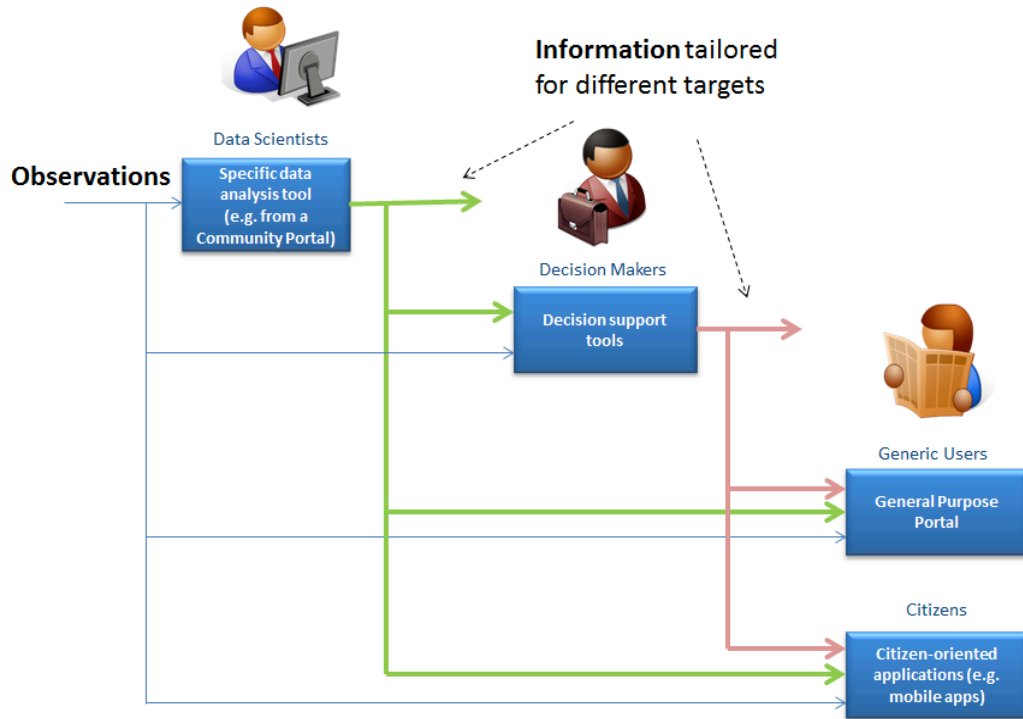 Information tailored
for different targets
Data Scientists
Observations
Specific data
analysis tool
(e.g. from a
Community Portal)
Decision Makers
Decision support
tools
Generic Users
General Purpose
Portal
Citizens
Citizen-oriented
applications (e.g.
mobile apps)